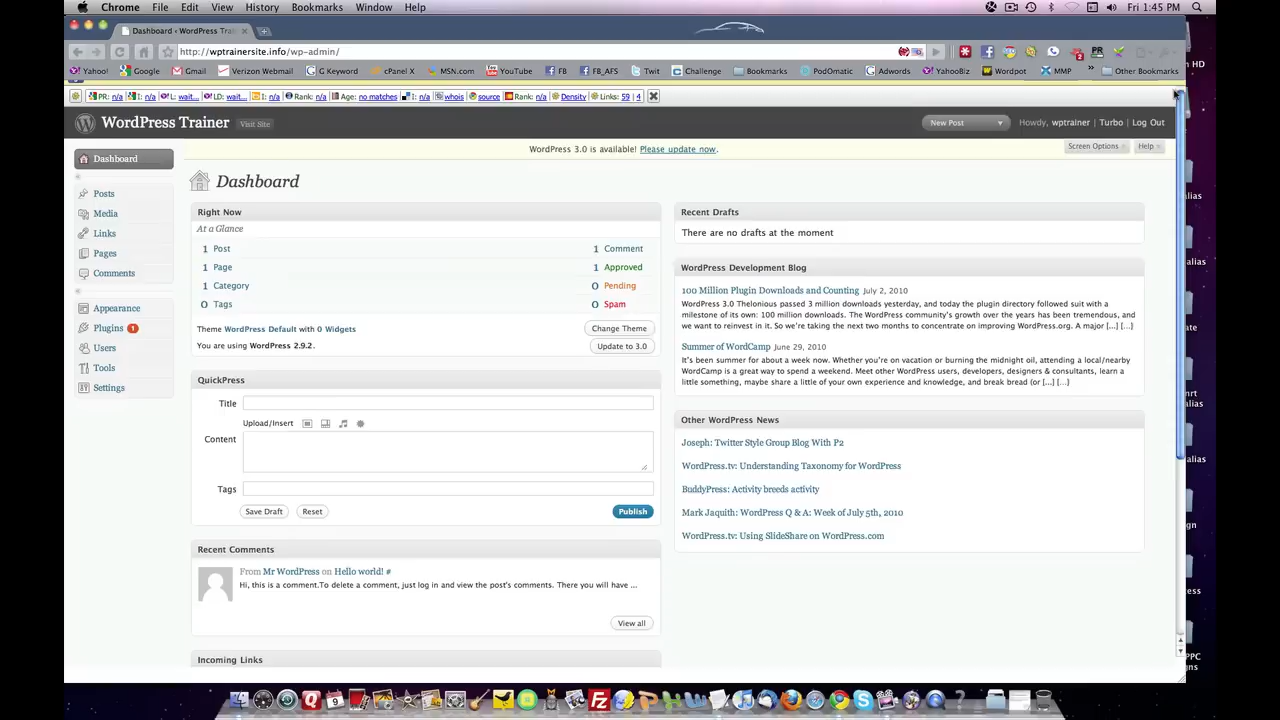 Chrome File Edit View History Bookmarks Window Help Fri 1:45 PM
Dashboard ‹ WordPress Train
http://wptrainersite.info/wp-admin/
Yahoo! Google Gmail Verizon Webmail G Keyword cPanel X MSN.com YouTube FB FB_AFS Twit Challenge Bookmarks PodOmatic Adwords YahooBiz Wordpot MMP » Other Bookmarks
PR: n/a I: n/a L: wait... LD: wait... I: n/a Rank: n/a Age: no matches I: n/a whois source Rank: n/a Density Links: 59 | 4
WordPress Trainer Visit Site New Post Howdy, wptrainer | Turbo | Log Out
WordPress 3.0 is available! Please update now. Screen Options Help
Dashboard
Posts
Media
Links
Pages
Comments
Appearance
Plugins 1
Users
Tools
Settings
Dashboard
Right Now
At a Glance
1 Post 1 Comment
1 Page 1 Approved
1 Category 0 Pending
0 Tags 0 Spam
Theme WordPress Default with 0 Widgets Change Theme
You are using WordPress 2.9.2. Update to 3.0
QuickPress
Title
Upload/Insert
Content
Tags
Save Draft Reset Publish
Recent Comments
From Mr WordPress on Hello world! #
Hi, this is a comment.To delete a comment, just log in and view the post's comments. There you will have ...
View all
Incoming Links
Recent Drafts
There are no drafts at the moment
WordPress Development Blog
100 Million Plugin Downloads and Counting July 2, 2010
WordPress 3.0 Thelonious passed 3 million downloads yesterday, and today the plugin directory followed suit with a
milestone of its own: 100 million downloads. The WordPress community's growth over the years has been tremendous, and
we want to reinvest in it. So we're taking the next two months to concentrate on improving WordPress.org. A major [...] [...]
Summer of WordCamp June 29, 2010
It's been summer for about a week now. Whether you're on vacation or burning the midnight oil, attending a local/nearby
WordCamp is a great way to spend a weekend. Meet other WordPress users, developers, designers & consultants, learn a
little something, maybe share a little of your own experience and knowledge, and break bread (or [...] [...]
Other WordPress News
Joseph: Twitter Style Group Blog With P2
WordPress.tv: Understanding Taxonomy for WordPress
BuddyPress: Activity breeds activity
Mark Jaquith: WordPress Q & A: Week of July 5th, 2010
WordPress.tv: Using SlideShare on WordPress.com
HD
alias
alias
alias
alias